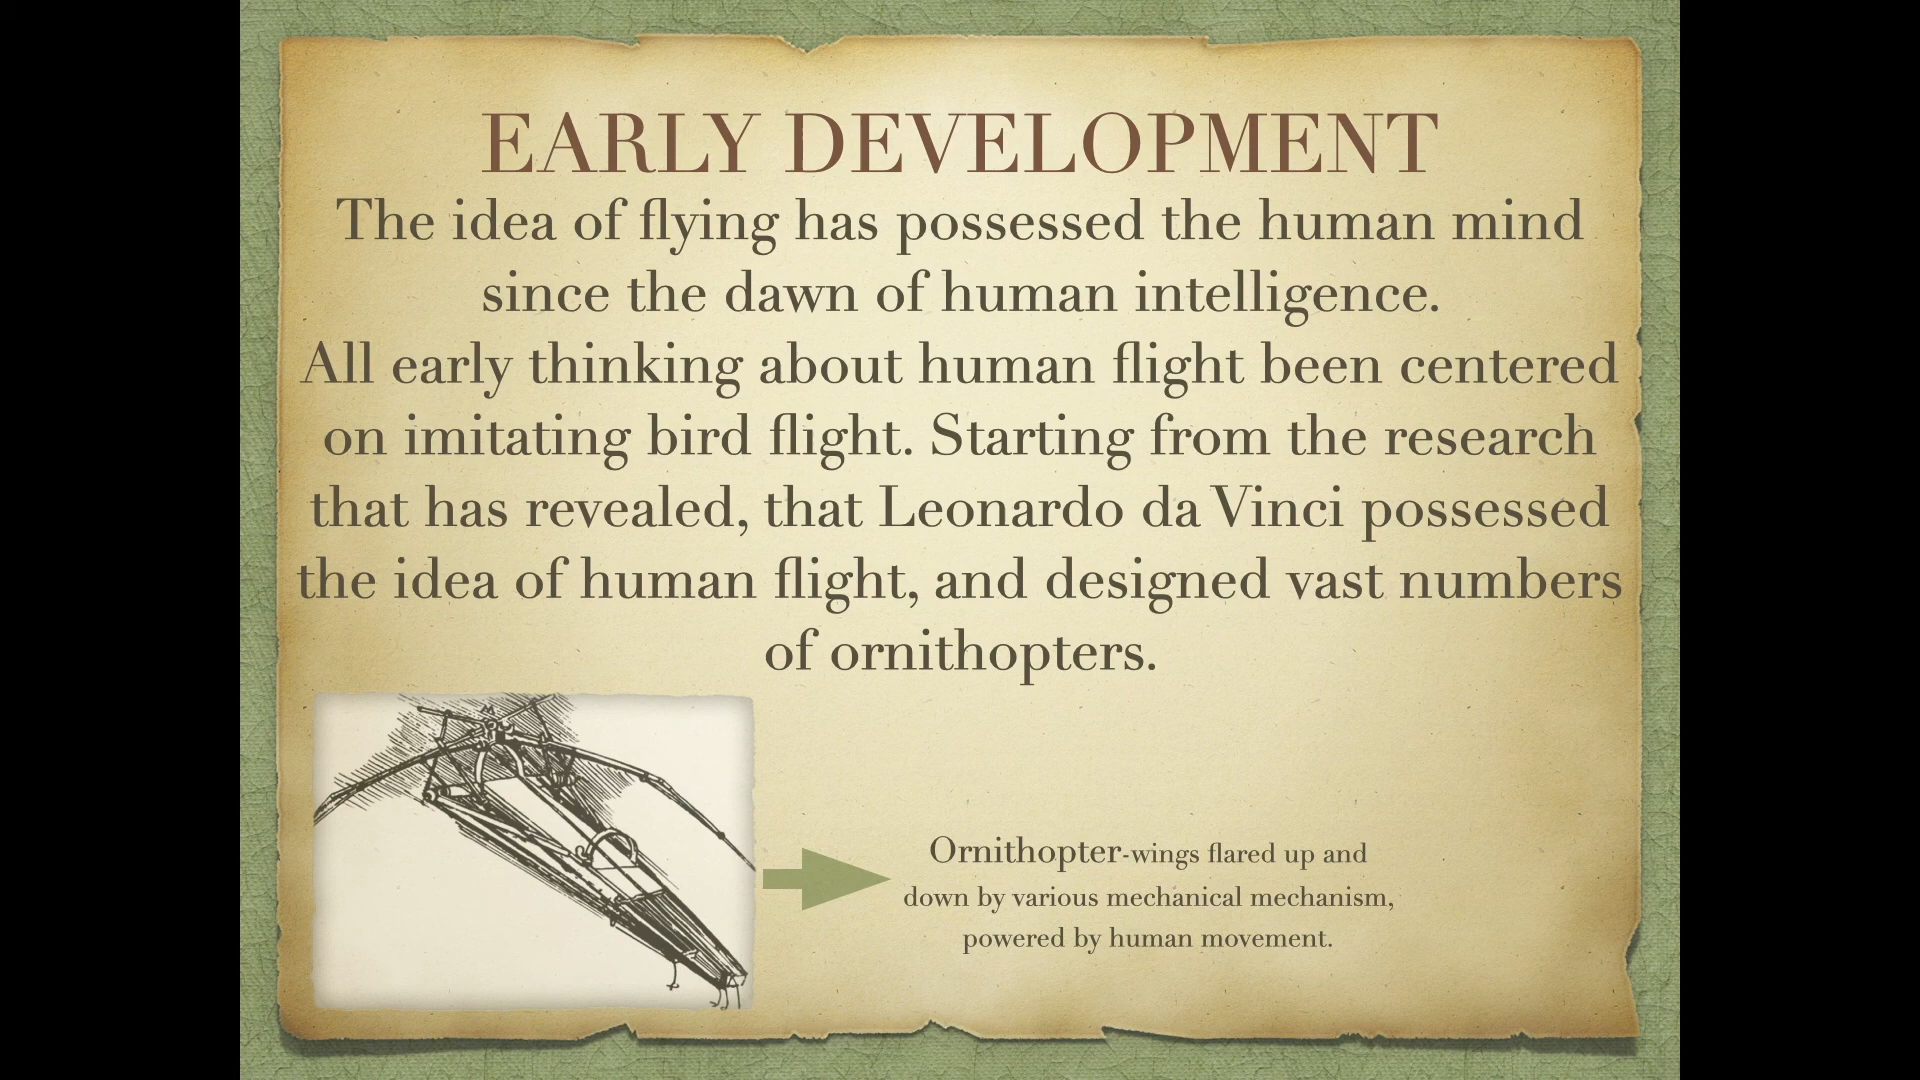 EARLY DEVELOPMENT
The idea of flying has possessed the human mind
since the dawn of human intelligence.
All early thinking about human flight been centered
on imitating bird flight. Starting from the research
that has revealed, that Leonardo da Vinci possessed
the idea of human flight, and designed vast numbers
of ornithopters.
Ornithopter-wings flared up and
down by various mechanical mechanism,
powered by human movement.